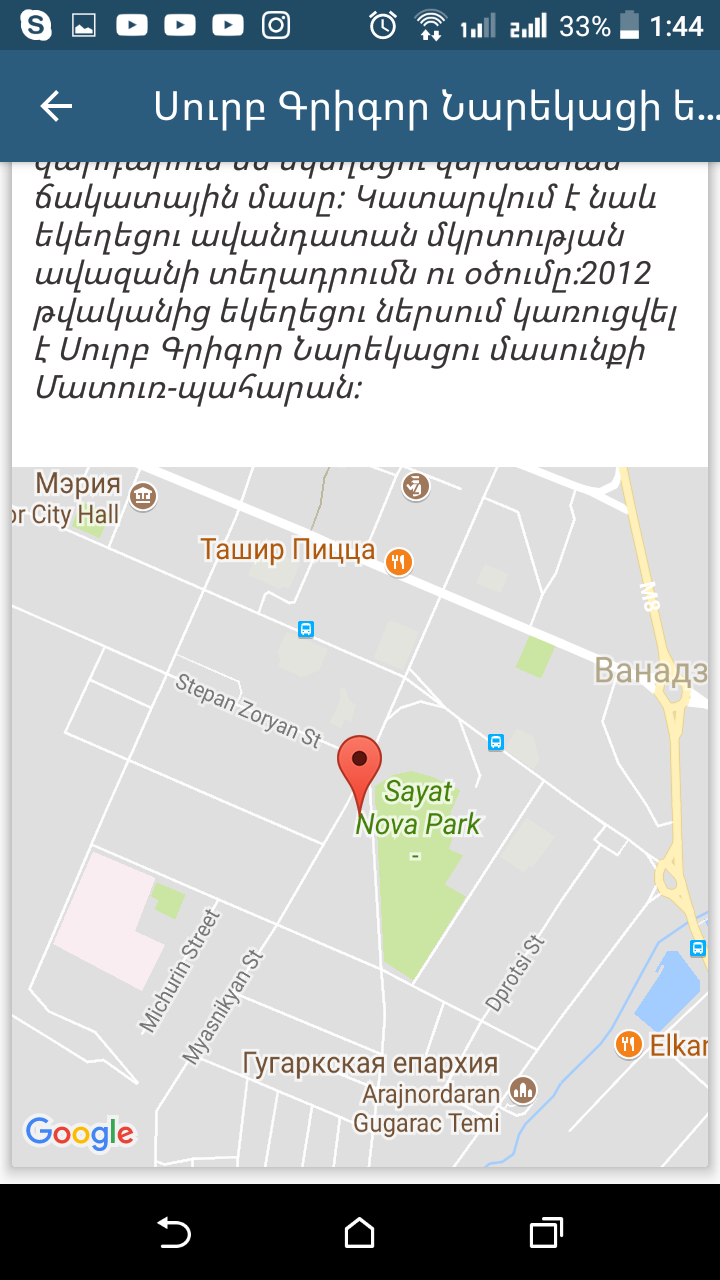 33% 1:44
Սուրբ Գրիգոր Նարեկացի ե...
ճակատային մասը: Կատարվում է նաև
եկեղեցու ավանդատան մկրտության
ավազանի տեղադրումն ու օծումը:2012
թվականից եկեղեցու ներսում կառուցվել
է Սուրբ Գրիգոր Նարեկացու մասունքի
Մատուռ-պահարան:
Мэрия
or City Hall
Ташир Пицца
M8
Ванадз
Stepan Zoryan St
Sayat
Nova Park
-
Michurin Street
Myasnikyan St
Dprotsi St
Elkar
Гугаркская епархия
Arajnordaran
Gugarac Temi
Google